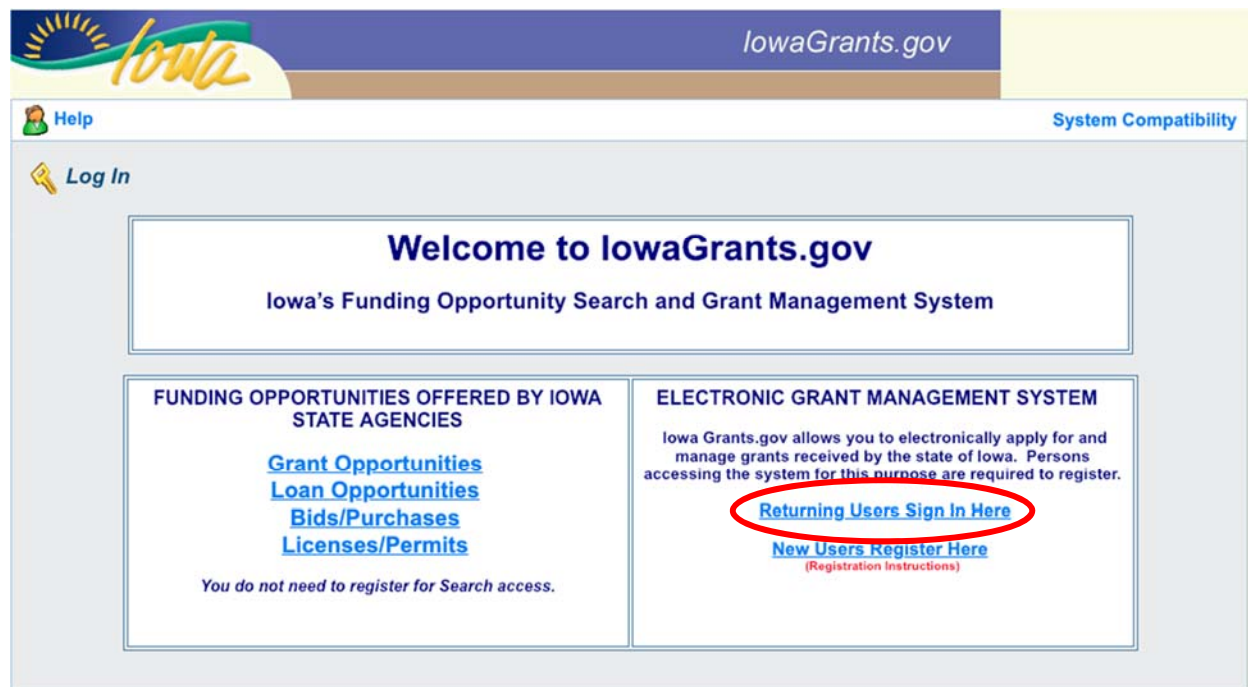 Iowa
IowaGrants.gov
Help
System Compatibility
Log In
Welcome to IowaGrants.gov
Iowa's Funding Opportunity Search and Grant Management System
FUNDING OPPORTUNITIES OFFERED BY IOWA
STATE AGENCIES
Grant Opportunities
Loan Opportunities
Bids/Purchases
Licenses/Permits
You do not need to register for Search access.
ELECTRONIC GRANT MANAGEMENT SYSTEM
Iowa Grants.gov allows you to electronically apply for and
manage grants received by the state of Iowa. Persons
accessing the system for this purpose are required to register.
Returning Users Sign In Here
New Users Register Here
(Registration Instructions)